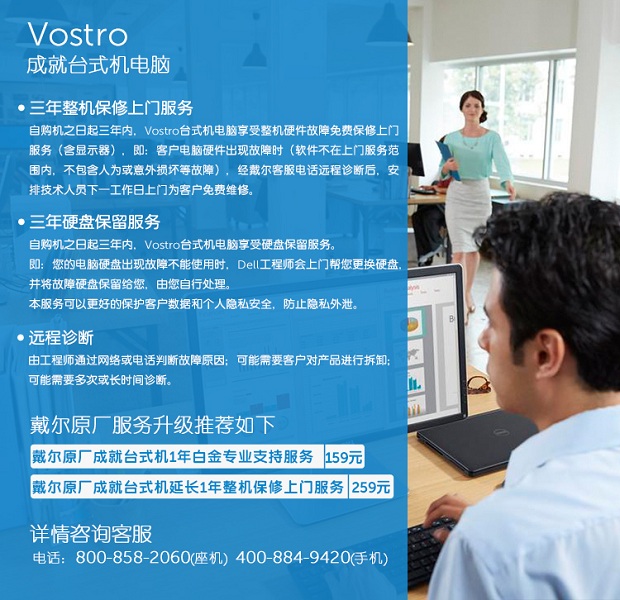 Vostro
成就台式机电脑
• 三年整机保修上门服务
自购机之日起三年内，Vostro台式机电脑享受整机硬件故障免费保修上门
服务（含显示器），即：客户电脑硬件出现故障时（软件不在上门服务范
围内，不包含人为或意外损坏等故障），经戴尔客服电话远程诊断后，安
排技术人员下一工作日上门为客户免费维修。
• 三年硬盘保留服务
自购机之日起三年内，Vostro台式机电脑享受硬盘保留服务。
即：您的电脑硬盘出现故障不能使用时，Dell工程师会上门帮您更换硬盘，
并将故障硬盘保留给您，由您自行处理。
本服务可以更好的保护客户数据和个人隐私安全，防止隐私外泄。
• 远程诊断
由工程师通过网络或电话判断故障原因；可能需要客户对产品进行拆卸；
可能需要多次或长时间诊断。
戴尔原厂服务升级推荐如下
戴尔原厂成就台式机1年白金专业支持服务 159元
戴尔原厂成就台式机延长1年整机保修上门服务 259元
详情咨询客服
电话：800-858-2060(座机) 400-884-9420(手机)